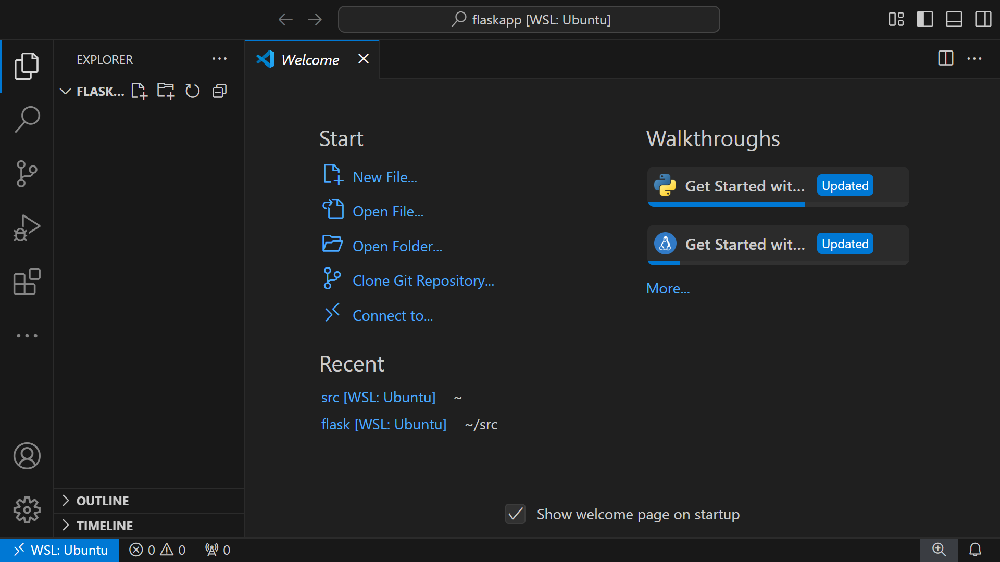 flaskapp [WSL: Ubuntu]
EXPLORER
Welcome
FLASK...
Start
New File...
Open File...
Open Folder...
Clone Git Repository...
Connect to...
Recent
src [WSL: Ubuntu] ~
flask [WSL: Ubuntu] ~/src
Walkthroughs
Get Started wit... Updated
Get Started wit... Updated
More...
OUTLINE
TIMELINE
Show welcome page on startup
WSL: Ubuntu 0 0 0